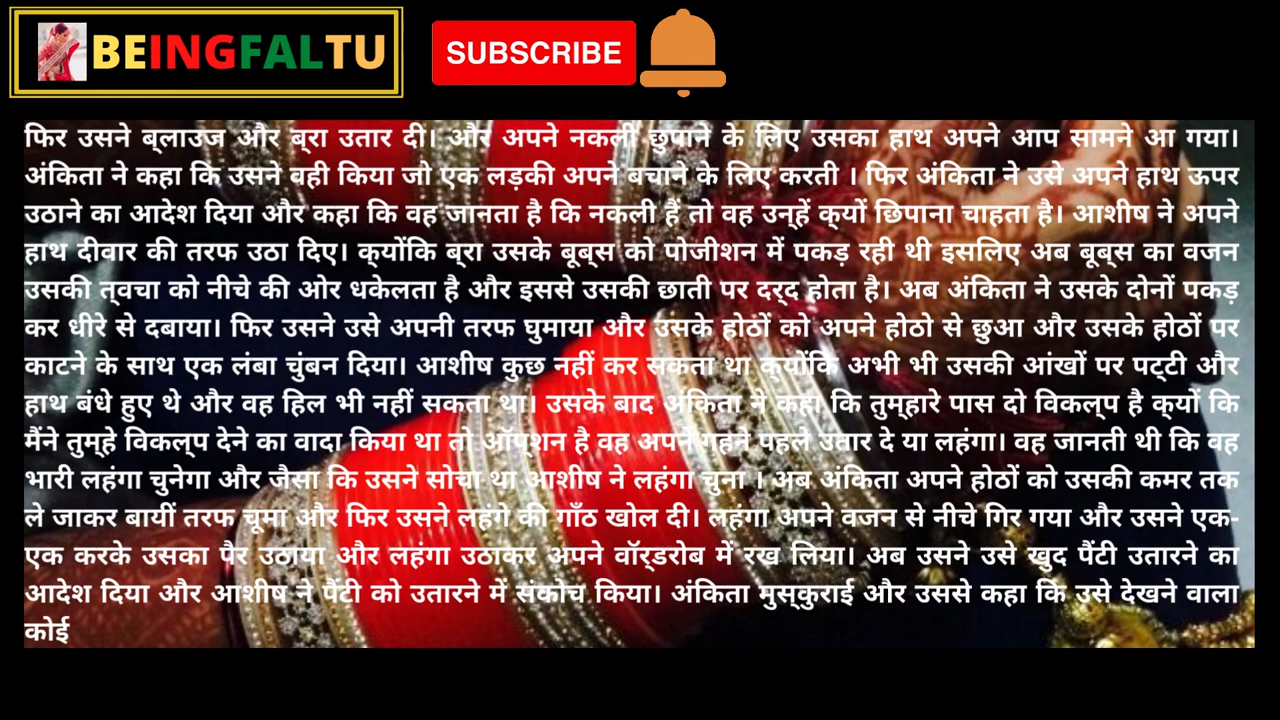 BEINGFALTU
SUBSCRIBE
फिर उसने ब्लाउज और ब्रा उतार दी। और अपने नकली छुपाने के लिए उसका हाथ अपने आप सामने आ गया।
अंकिता ने कहा कि उसने वही किया जो एक लड़की अपने बचाने के लिए करती । फिर अंकिता ने उसे अपने हाथ ऊपर
उठाने का आदेश दिया और कहा कि वह जानता है कि नकली हैं तो वह उन्हें क्यों छिपाना चाहता है। आशीष ने अपने
हाथ दीवार की तरफ उठा दिए। क्योंकि ब्रा उसके बूब्स को पोजीशन में पकड़ रही थी इसलिए अब बूब्स का वजन
उसकी त्वचा को नीचे की ओर धकेलता है और इससे उसकी छाती पर दर्द होता है। अब अंकिता ने उसके दोनों पकड़
कर धीरे से दबाया। फिर उसने उसे अपनी तरफ घुमाया और उसके होठों को अपने होठो से छुआ और उसके होठों पर
काटने के साथ एक लंबा चुंबन दिया। आशीष कुछ नहीं कर सकता था क्योंकि अभी भी उसकी आंखों पर पट्टी और
हाथ बंधे हुए थे और वह हिल भी नहीं सकता था। उसके बाद अंकिता ने कहा कि तुम्हारे पास दो विकल्प है क्यों कि
मैंने तुम्हे विकल्प देने का वादा किया था तो ऑप्शन है वह अपने गहने पहले उतार दे या लहंगा। वह जानती थी कि वह
भारी लहंगा चुनेगा और जैसा कि उसने सोचा था आशीष ने लहंगा चुना । अब अंकिता अपने होठों को उसकी कमर तक
ले जाकर बायीं तरफ चूमा और फिर उसने लहंगे की गाँठ खोल दी। लहंगा अपने वजन से नीचे गिर गया और उसने एक-
एक करके उसका पैर उठाया और लहंगा उठाकर अपने वॉर्डरोब में रख लिया। अब उसने उसे खुद पैंटी उतारने का
आदेश दिया और आशीष ने पैंटी को उतारने में संकोच किया। अंकिता मुस्कुराई और उससे कहा कि उसे देखने वाला
कोई